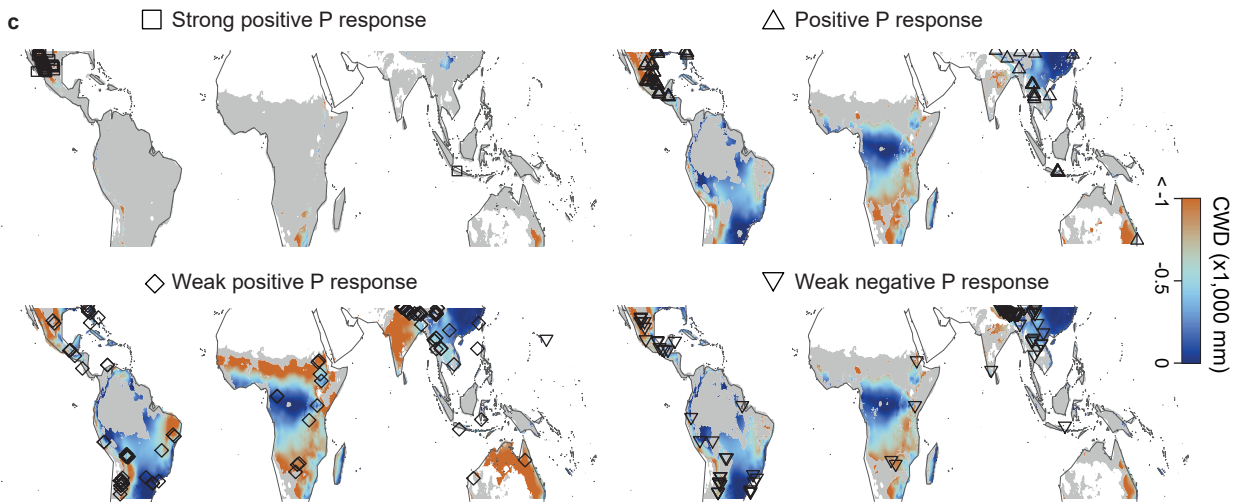 c
Strong positive P response
Positive P response
Weak positive P response
Weak negative P response
< -1
-0.5
0
CWD (x1,000 mm)